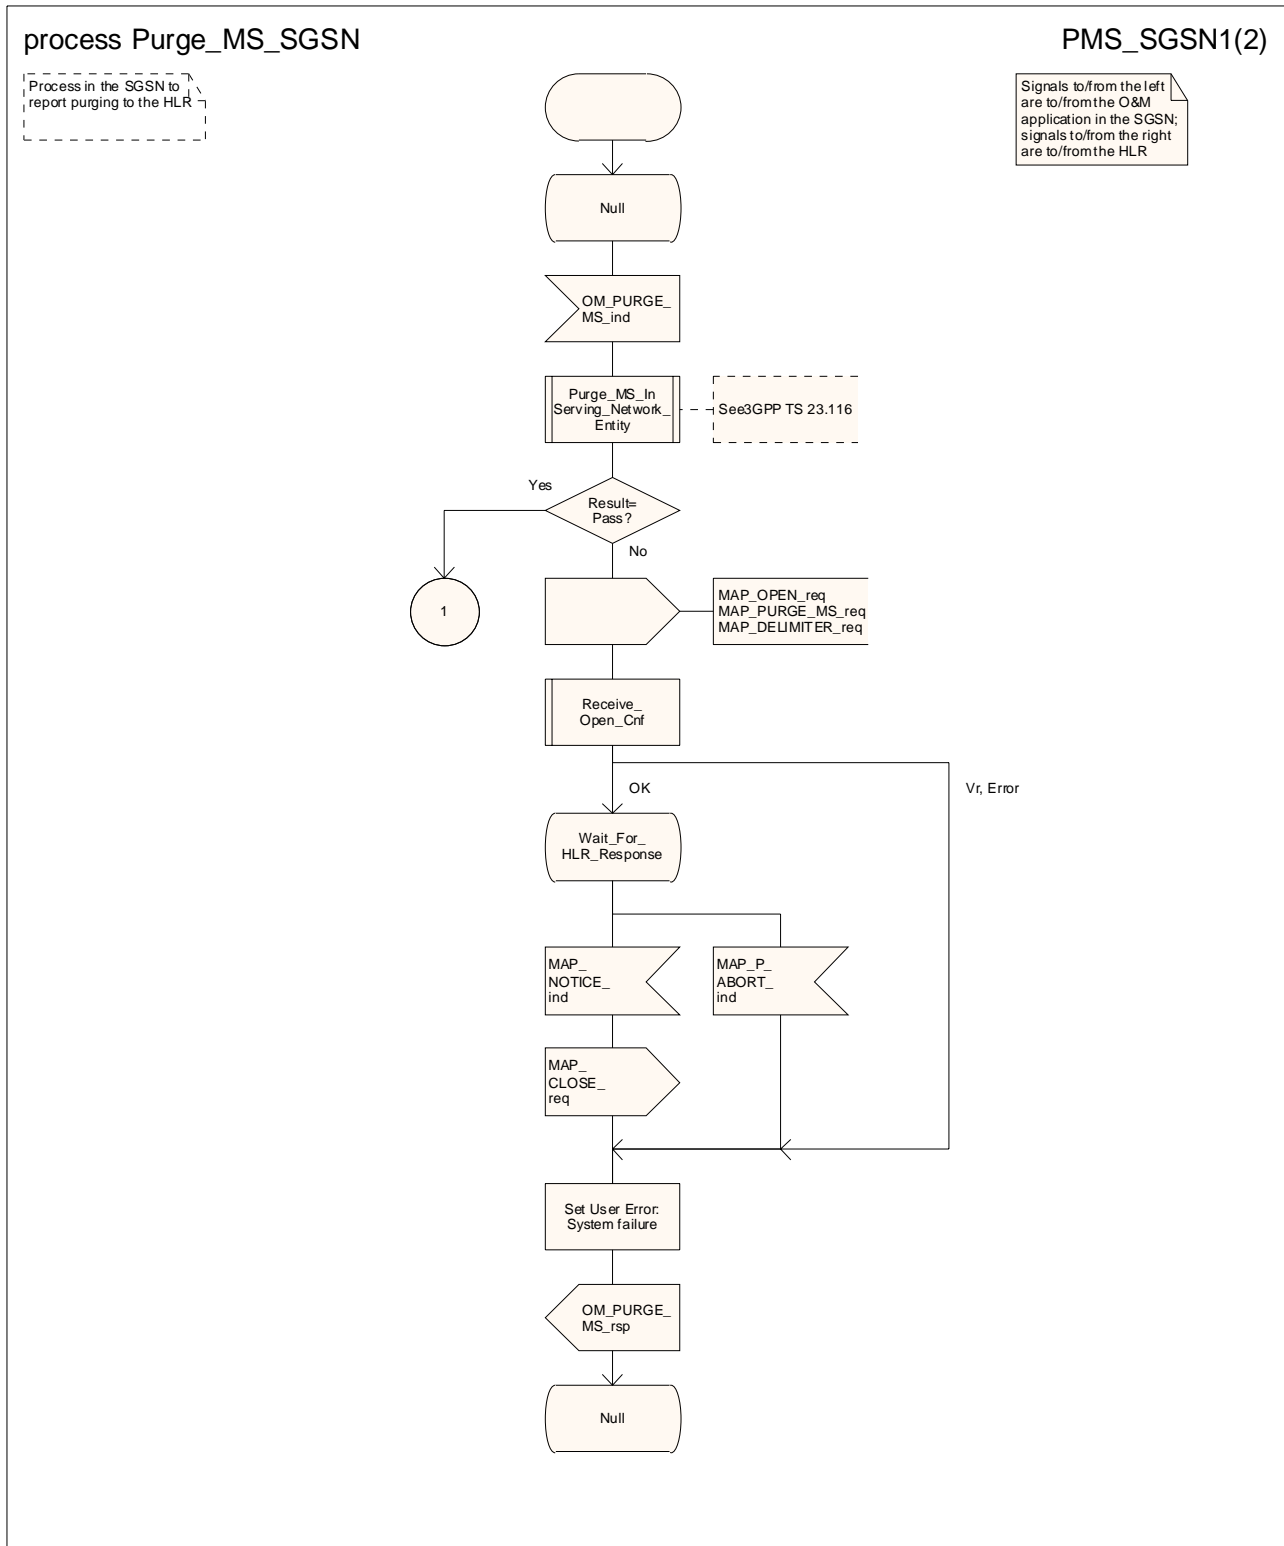 process Purge_MS_SGSN
PMS_SGSN1(2)
Process in the SGSN to
report purging to the HLR
Signals to/from the left
are to/from the O&M
application in the SGSN;
signals to/from the right
are to/from the HLR
Null
OM_PURGE_
MS_ind
Purge_MS_In
Serving_Network_
Entity
See3GPP TS 23.116
Yes
Result=
Pass?
No
1
MAP_OPEN_req
MAP_PURGE_MS_req
MAP_DELIMITER_req
Receive_
Open_Cnf
OK
Vr, Error
Wait_For_
HLR_Response
MAP_
NOTICE_
ind
MAP_P_
ABORT_
ind
MAP_
CLOSE_
req
Set User Error:
System failure
OM_PURGE_
MS_rsp
Null